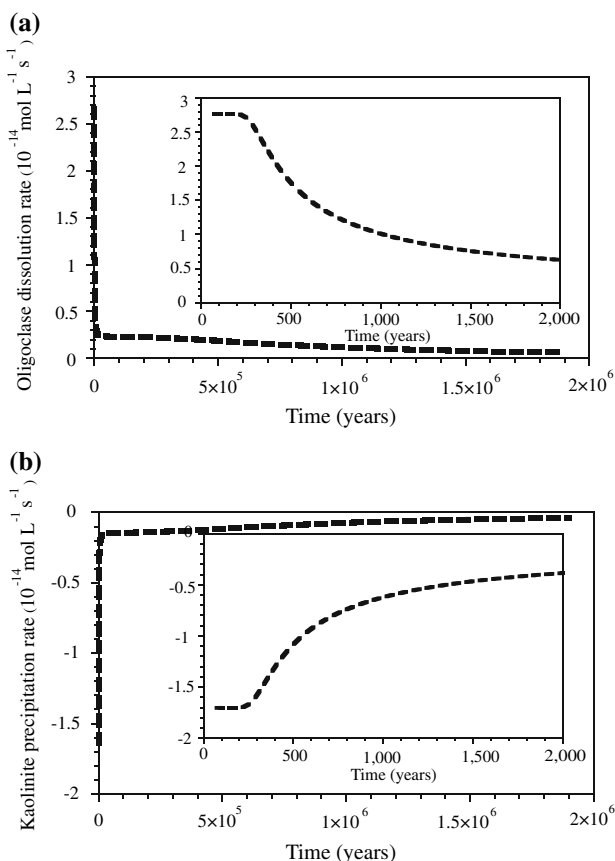 (a)
Oligoclase dissolution rate (10⁻¹⁴ mol L⁻¹ s⁻¹)
3
2.5
2
1.5
1
0.5
0
3
2.5
2
1.5
1
0.5
0
0 500 1,000 1,500 2,000
Time (years)
0 5×10⁵ 1×10⁶ 1.5×10⁶ 2×10⁶
Time (years)
(b)
Kaolinite precipitation rate (10⁻¹⁴ mol L⁻¹ s⁻¹)
0
-0.5
-1
-1.5
-2
0
-0.5
-1
-1.5
-2
0 500 1,000 1,500 2,000
Time (years)
0 5×10⁵ 1×10⁶ 1.5×10⁶ 2×10⁶
Time (years)